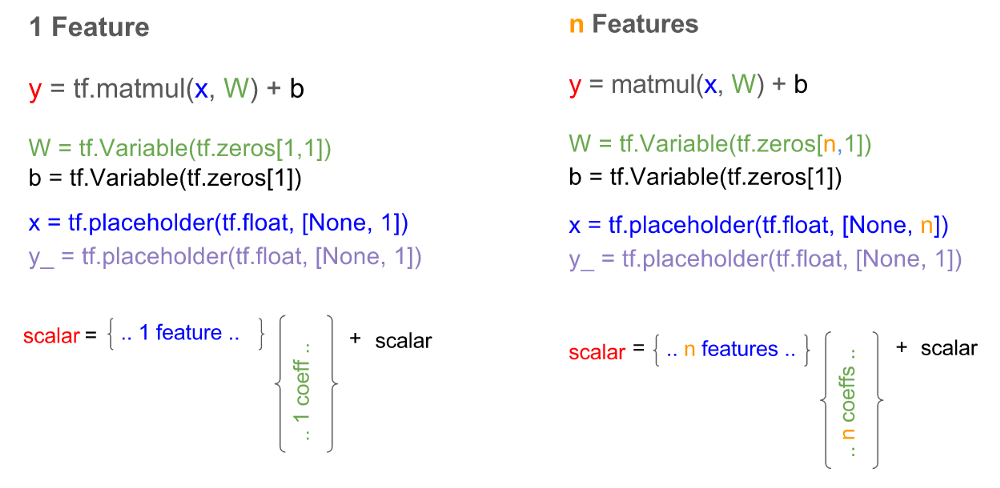 1 Feature
y = tf.matmul(x, W) + b
W = tf.Variable(tf.zeros[1,1])
b = tf.Variable(tf.zeros[1])
x = tf.placeholder(tf.float, [None, 1])
y_ = tf.placeholder(tf.float, [None, 1])
scalar = { .. 1 feature .. } { .. 1 coeff .. } + scalar
n Features
y = matmul(x, W) + b
W = tf.Variable(tf.zeros[n,1])
b = tf.Variable(tf.zeros[1])
x = tf.placeholder(tf.float, [None, n])
y_ = tf.placeholder(tf.float, [None, 1])
scalar = { .. n features .. } { .. n coeffs .. } + scalar